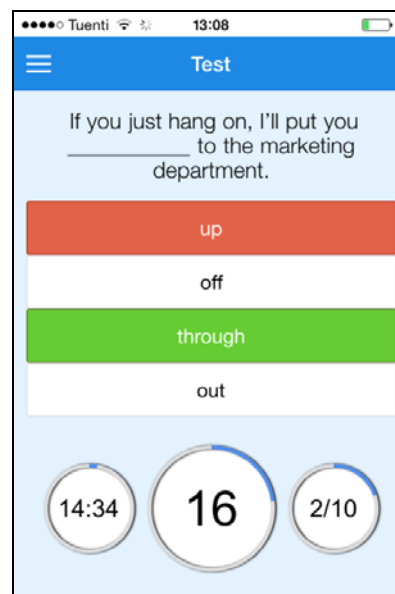 Tuenti 13:08
Test
If you just hang on, I'll put you
__________ to the marketing
department.
up
off
through
out
14:34 16 2/10